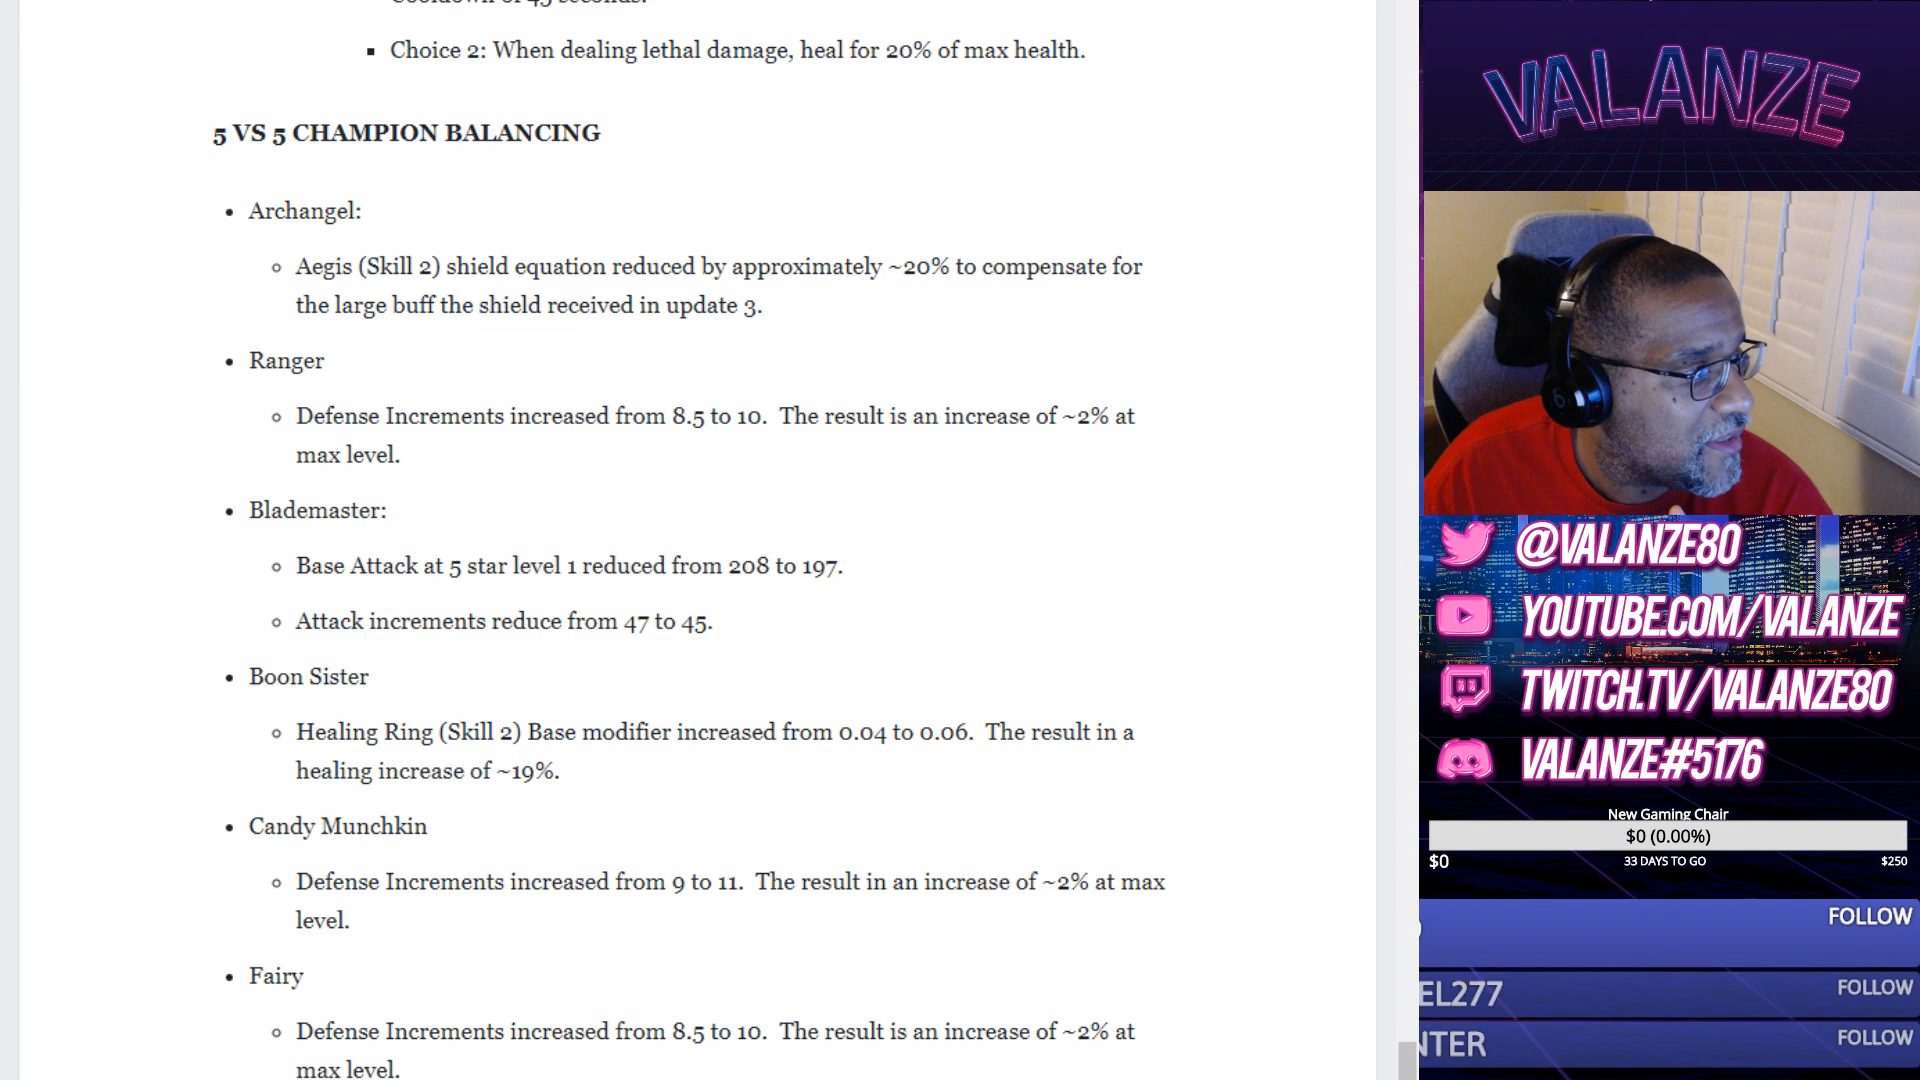 Choice 2: When dealing lethal damage, heal for 20% of max health.
5 VS 5 CHAMPION BALANCING
Archangel:
Aegis (Skill 2) shield equation reduced by approximately ~20% to compensate for
the large buff the shield received in update 3.
Ranger
Defense Increments increased from 8.5 to 10.  The result is an increase of ~2% at
max level.
Blademaster:
Base Attack at 5 star level 1 reduced from 208 to 197.
Attack increments reduce from 47 to 45.
Boon Sister
Healing Ring (Skill 2) Base modifier increased from 0.04 to 0.06.  The result in a
healing increase of ~19%.
Candy Munchkin
Defense Increments increased from 9 to 11.  The result in an increase of ~2% at max
level.
Fairy
Defense Increments increased from 8.5 to 10.  The result is an increase of ~2% at
max level.
VALANZE
@VALANZE80
YOUTUBE.COM/VALANZE
TWITCH.TV/VALANZE80
VALANZE#5176
New Gaming Chair
$0 (0.00%)
$0 33 DAYS TO GO $250
FOLLOW
EL277 FOLLOW
NTER FOLLOW